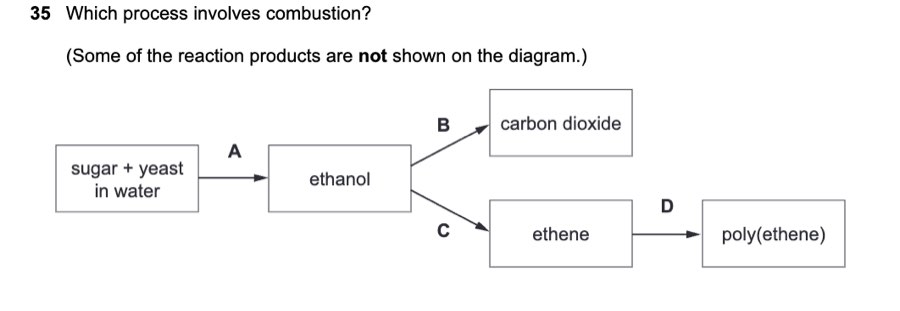 35 Which process involves combustion?
(Some of the reaction products are not shown on the diagram.)
B
carbon dioxide
A
sugar + yeast
in water
ethanol
D
C
ethene
poly(ethene)